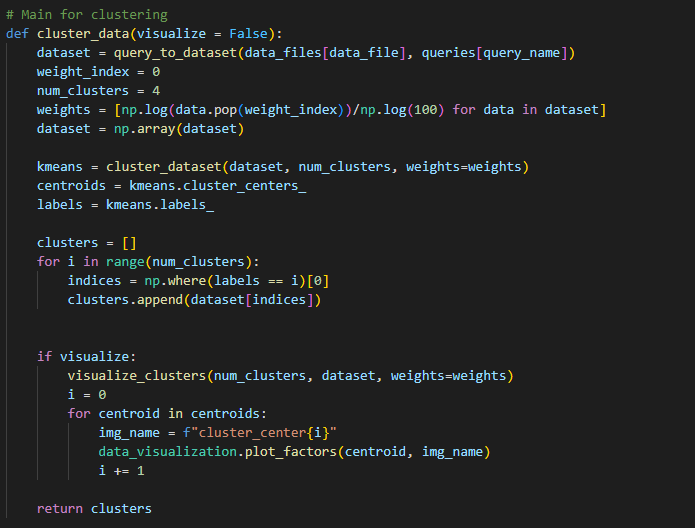 # Main for clustering
def cluster_data(visualize = False):
    dataset = query_to_dataset(data_files[data_file], queries[query_name])
    weight_index = 0
    num_clusters = 4
    weights = [np.log(data.pop(weight_index))/np.log(100) for data in dataset]
    dataset = np.array(dataset)

    kmeans = cluster_dataset(dataset, num_clusters, weights=weights)
    centroids = kmeans.cluster_centers_
    labels = kmeans.labels_

    clusters = []
    for i in range(num_clusters):
        indices = np.where(labels == i)[0]
        clusters.append(dataset[indices])


    if visualize:
        visualize_clusters(num_clusters, dataset, weights=weights)
        i = 0
        for centroid in centroids:
            img_name = f"cluster_center{i}"
            data_visualization.plot_factors(centroid, img_name)
            i += 1

    return clusters